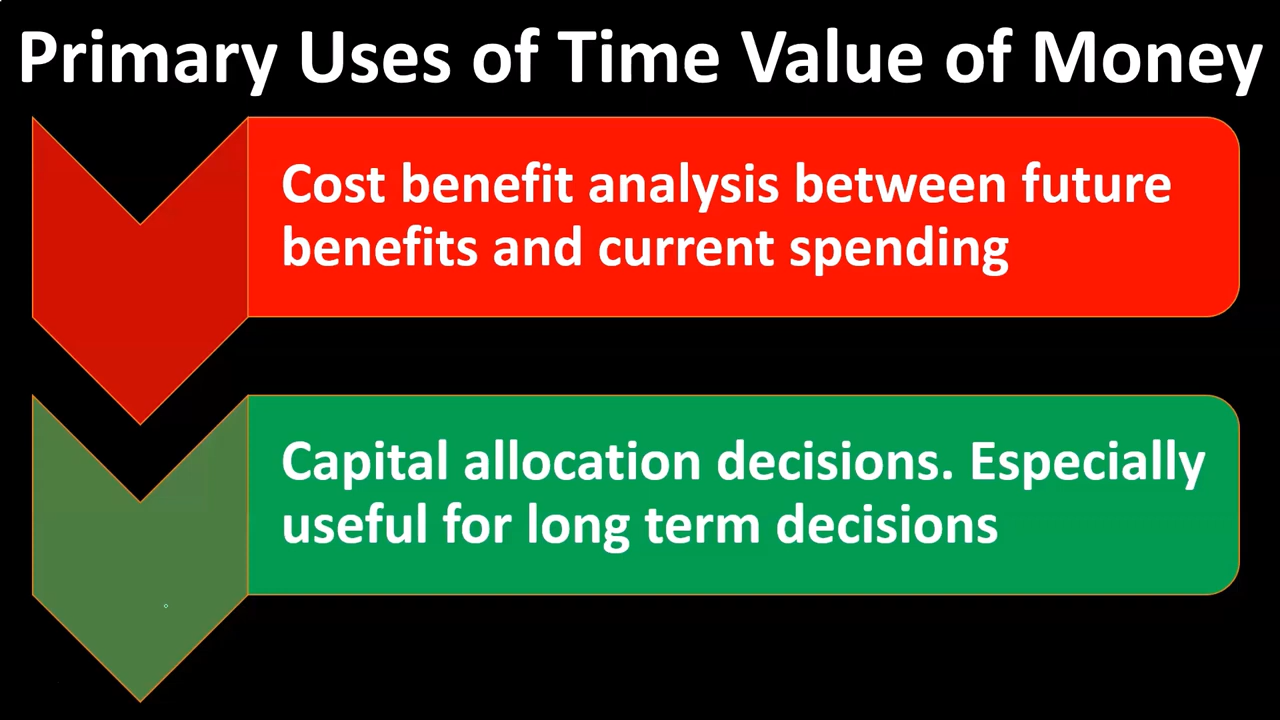 Primary Uses of Time Value of Money
Cost benefit analysis between future
benefits and current spending
Capital allocation decisions. Especially
useful for long term decisions